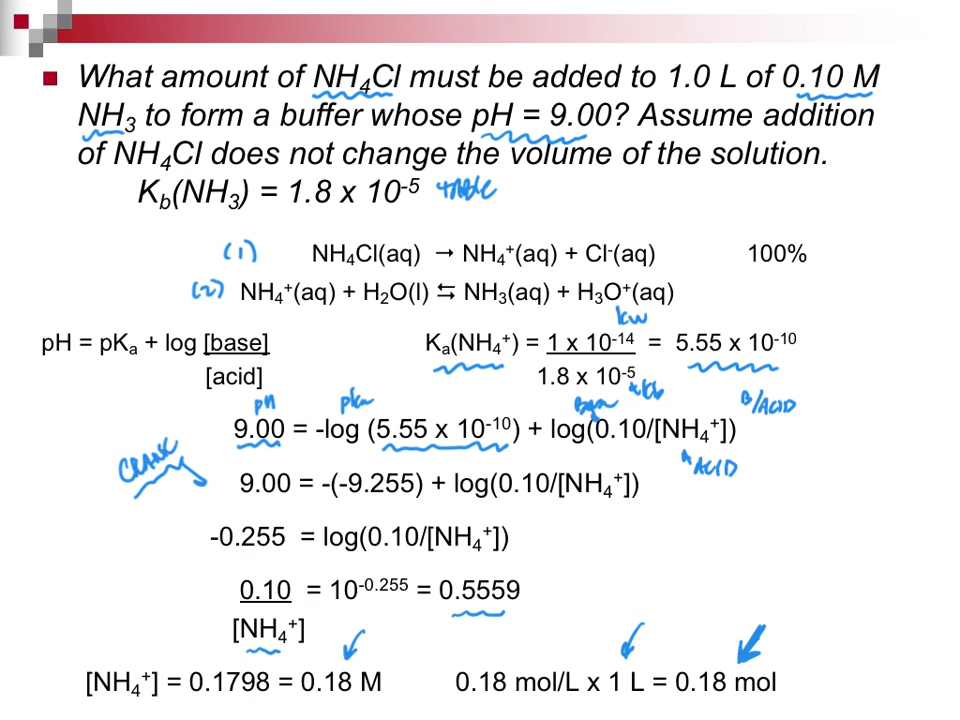 What amount of NH₄Cl must be added to 1.0 L of 0.10 M
NH₃ to form a buffer whose pH = 9.00? Assume addition
of NH₄Cl does not change the volume of the solution.
K_b(NH₃) = 1.8 x 10⁻⁵ table
(1) NH₄Cl(aq) → NH₄⁺(aq) + Cl⁻(aq) 100%
(2) NH₄⁺(aq) + H₂O(l) ⇆ NH₃(aq) + H₃O⁺(aq)
kw
pH = pKₐ + log [base] Kₐ(NH₄⁺) = 1 x 10⁻¹⁴ = 5.55 x 10⁻¹⁰
[acid] 1.8 x 10⁻⁵
pH pka kb B/ACID
9.00 = -log (5.55 x 10⁻¹⁰) + log(0.10/[NH₄⁺])
CRANK ACID
9.00 = -(-9.255) + log(0.10/[NH₄⁺])
-0.255 = log(0.10/[NH₄⁺])
0.10 = 10⁻⁰·²⁵⁵ = 0.5559
[NH₄⁺]
[NH₄⁺] = 0.1798 = 0.18 M 0.18 mol/L x 1 L = 0.18 mol